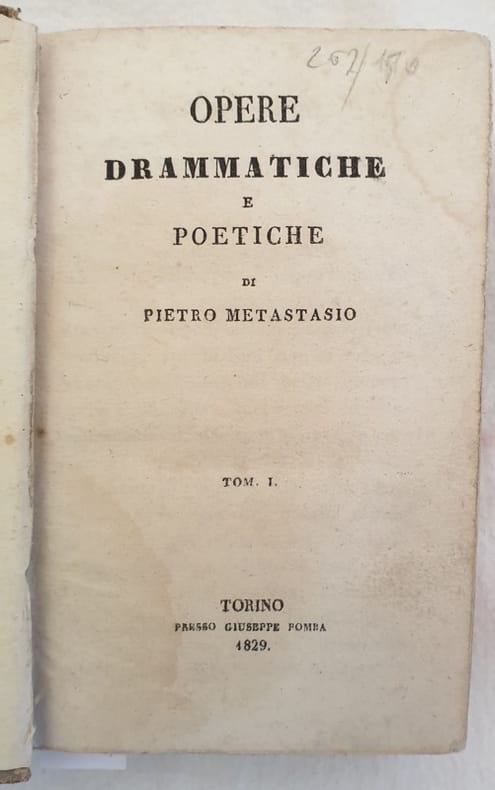 OPERE
DRAMMATICHE
E
POETICHE
DI
PIETRO METASTASIO
TOM. I.
TORINO
PRESSO GIUSEPPE POMBA
1829.